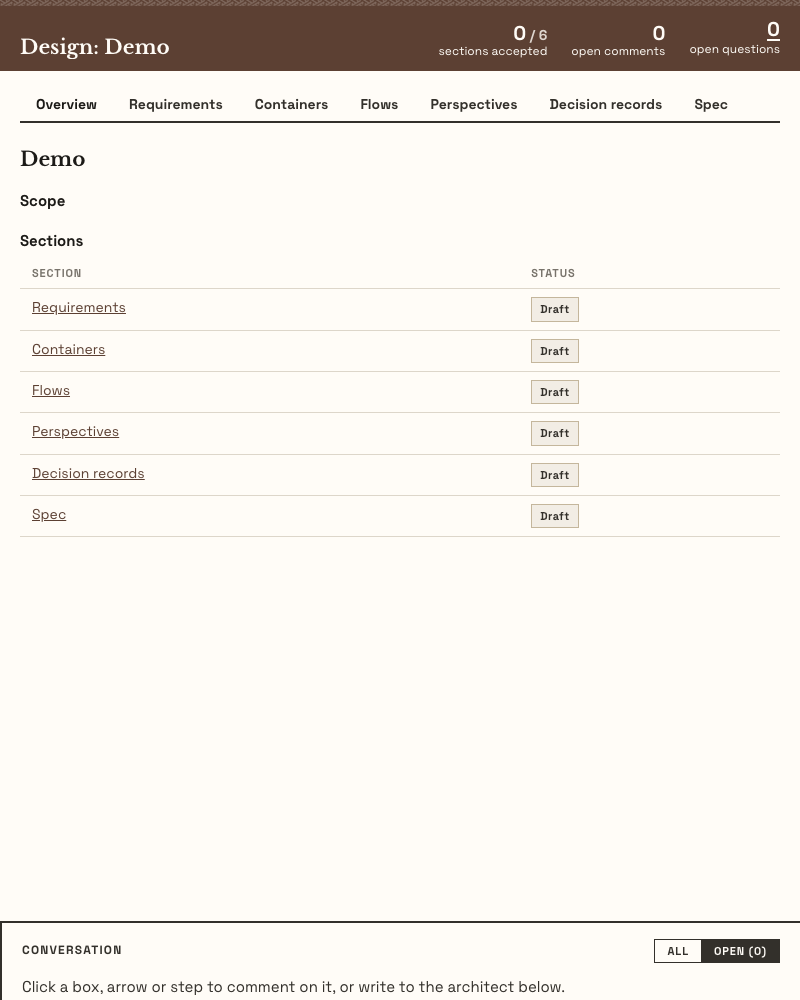 Design: Demo
0 / 6
sections accepted
0
open comments
0
open questions
Overview Requirements Containers Flows Perspectives Decision records Spec
Demo
Scope
Sections
SECTION STATUS
Requirements Draft
Containers Draft
Flows Draft
Perspectives Draft
Decision records Draft
Spec Draft
CONVERSATION ALL OPEN (0)
Click a box, arrow or step to comment on it, or write to the architect below.